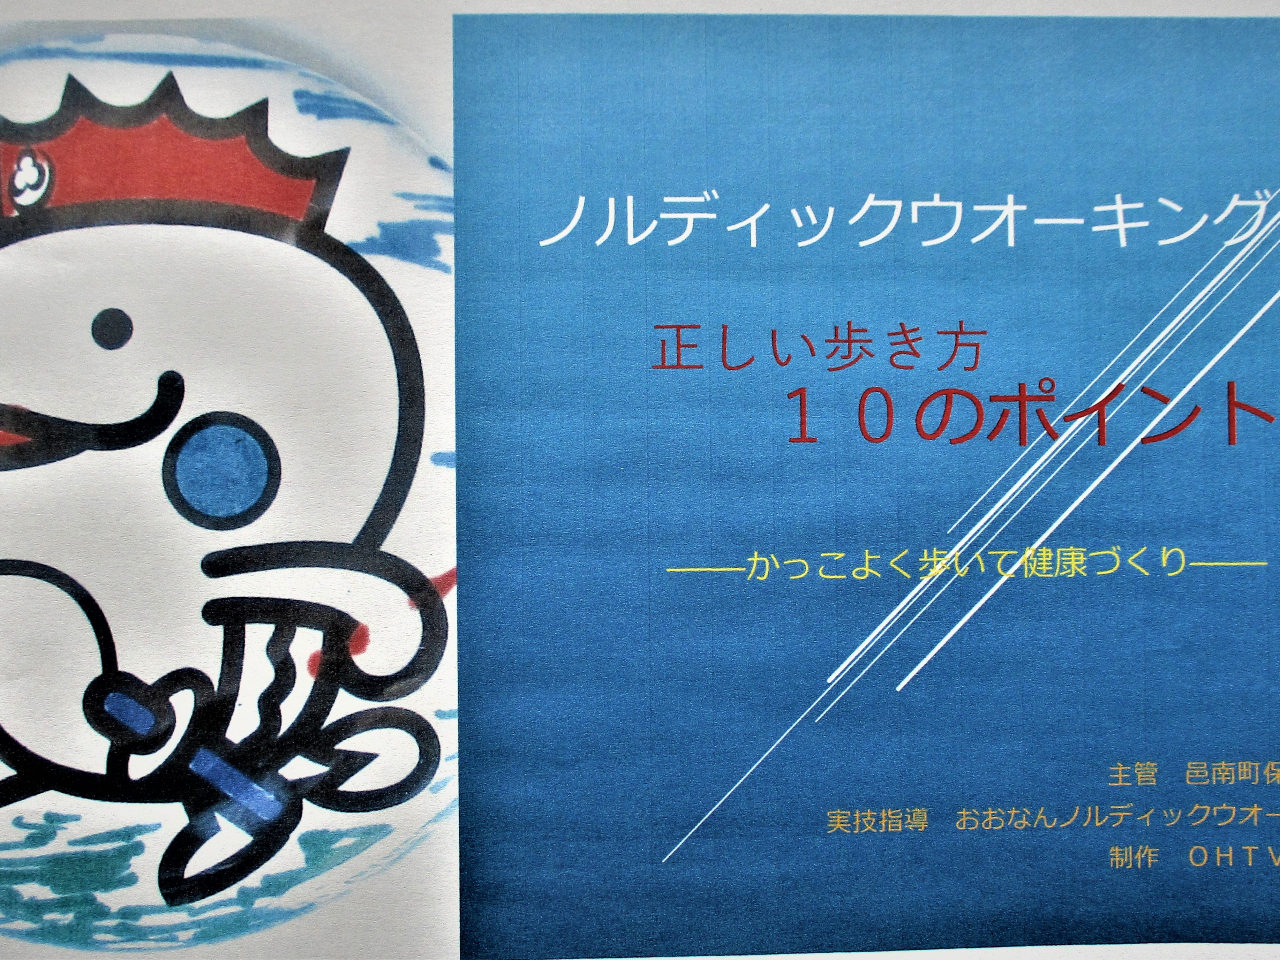 ノルディックウオーキング
正しい歩き方
１０のポイント
――かっこよく歩いて健康づくり――
主管　邑南町保
実技指導　おおなんノルディックウオー
制作　ＯＨＴＶ